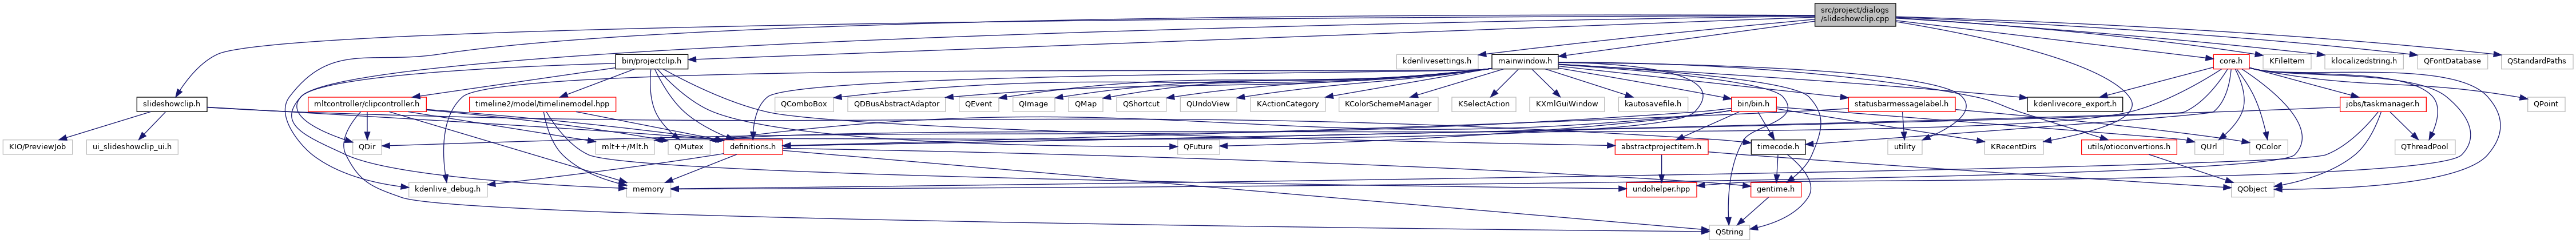 src/project/dialogs
/slideshowclip.cpp
bin/projectclip.h
kdenlivesettings.h
mainwindow.h
core.h
KFileItem
klocalizedstring.h
QFontDatabase
QStandardPaths
slideshowclip.h
mltcontroller/clipcontroller.h
timeline2/model/timelinemodel.hpp
QComboBox
QDBusAbstractAdaptor
QEvent
QImage
QMap
QShortcut
QUndoView
KActionCategory
KColorSchemeManager
KSelectAction
KXmlGuiWindow
kautosavefile.h
bin/bin.h
statusbarmessagelabel.h
kdenlivecore_export.h
jobs/taskmanager.h
QPoint
KIO/PreviewJob
ui_slideshowclip_ui.h
QDir
mlt++/Mlt.h
QMutex
definitions.h
QFuture
abstractprojectitem.h
timecode.h
utility
KRecentDirs
utils/otioconvertions.h
QUrl
QColor
QThreadPool
kdenlive_debug.h
memory
undohelper.hpp
gentime.h
QObject
QString